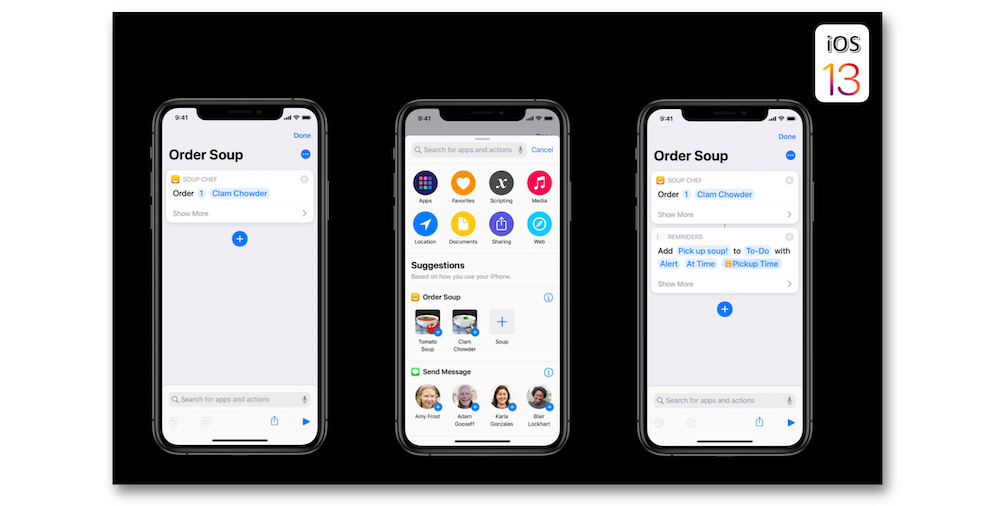 iOS
13
9:41
Done
Order Soup
SOUP CHEF
Order 1 Clam Chowder
Show More
Search for apps and actions
9:41
Search for apps and actions Cancel
Apps Favorites Scripting Media
Location Documents Sharing Web
Suggestions
Based on how you use your iPhone.
Order Soup
Tomato Soup
Clam Chowder
Soup
Send Message
Amy Frost
Adam Gooseff
Karla Gonzales
Blair Lockhart
9:41
Done
Order Soup
SOUP CHEF
Order 1 Clam Chowder
Show More
REMINDERS
Add Pick up soup! to To-Do with
Alert At Time Pickup Time
Show More
Search for apps and actions